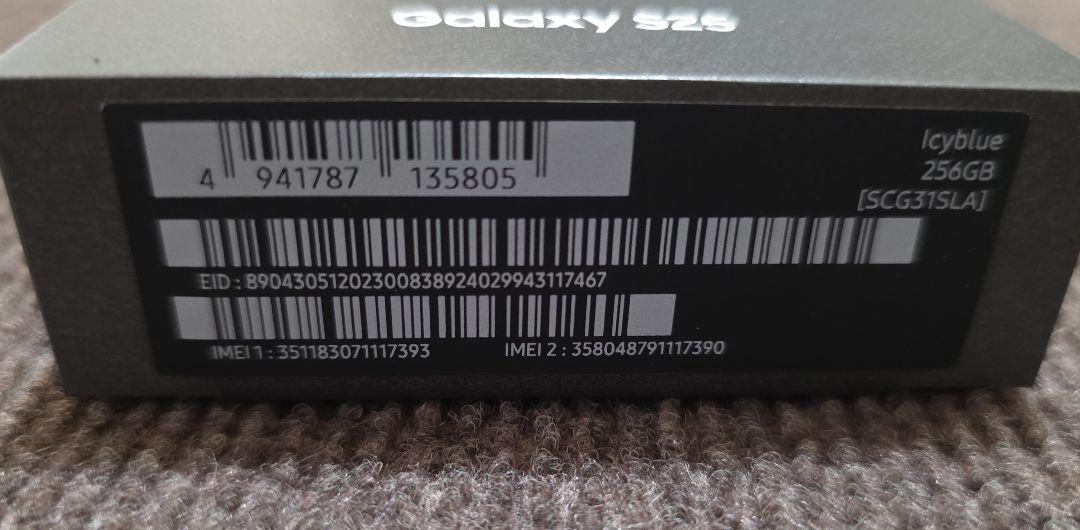 Galaxy S25
Icyblue
256GB
[SCG31SLA]
4 941787 135805
EID : 89043051202300838924029943117467
IMEI 1 : 351183071117393 IMEI 2 : 358048791117390